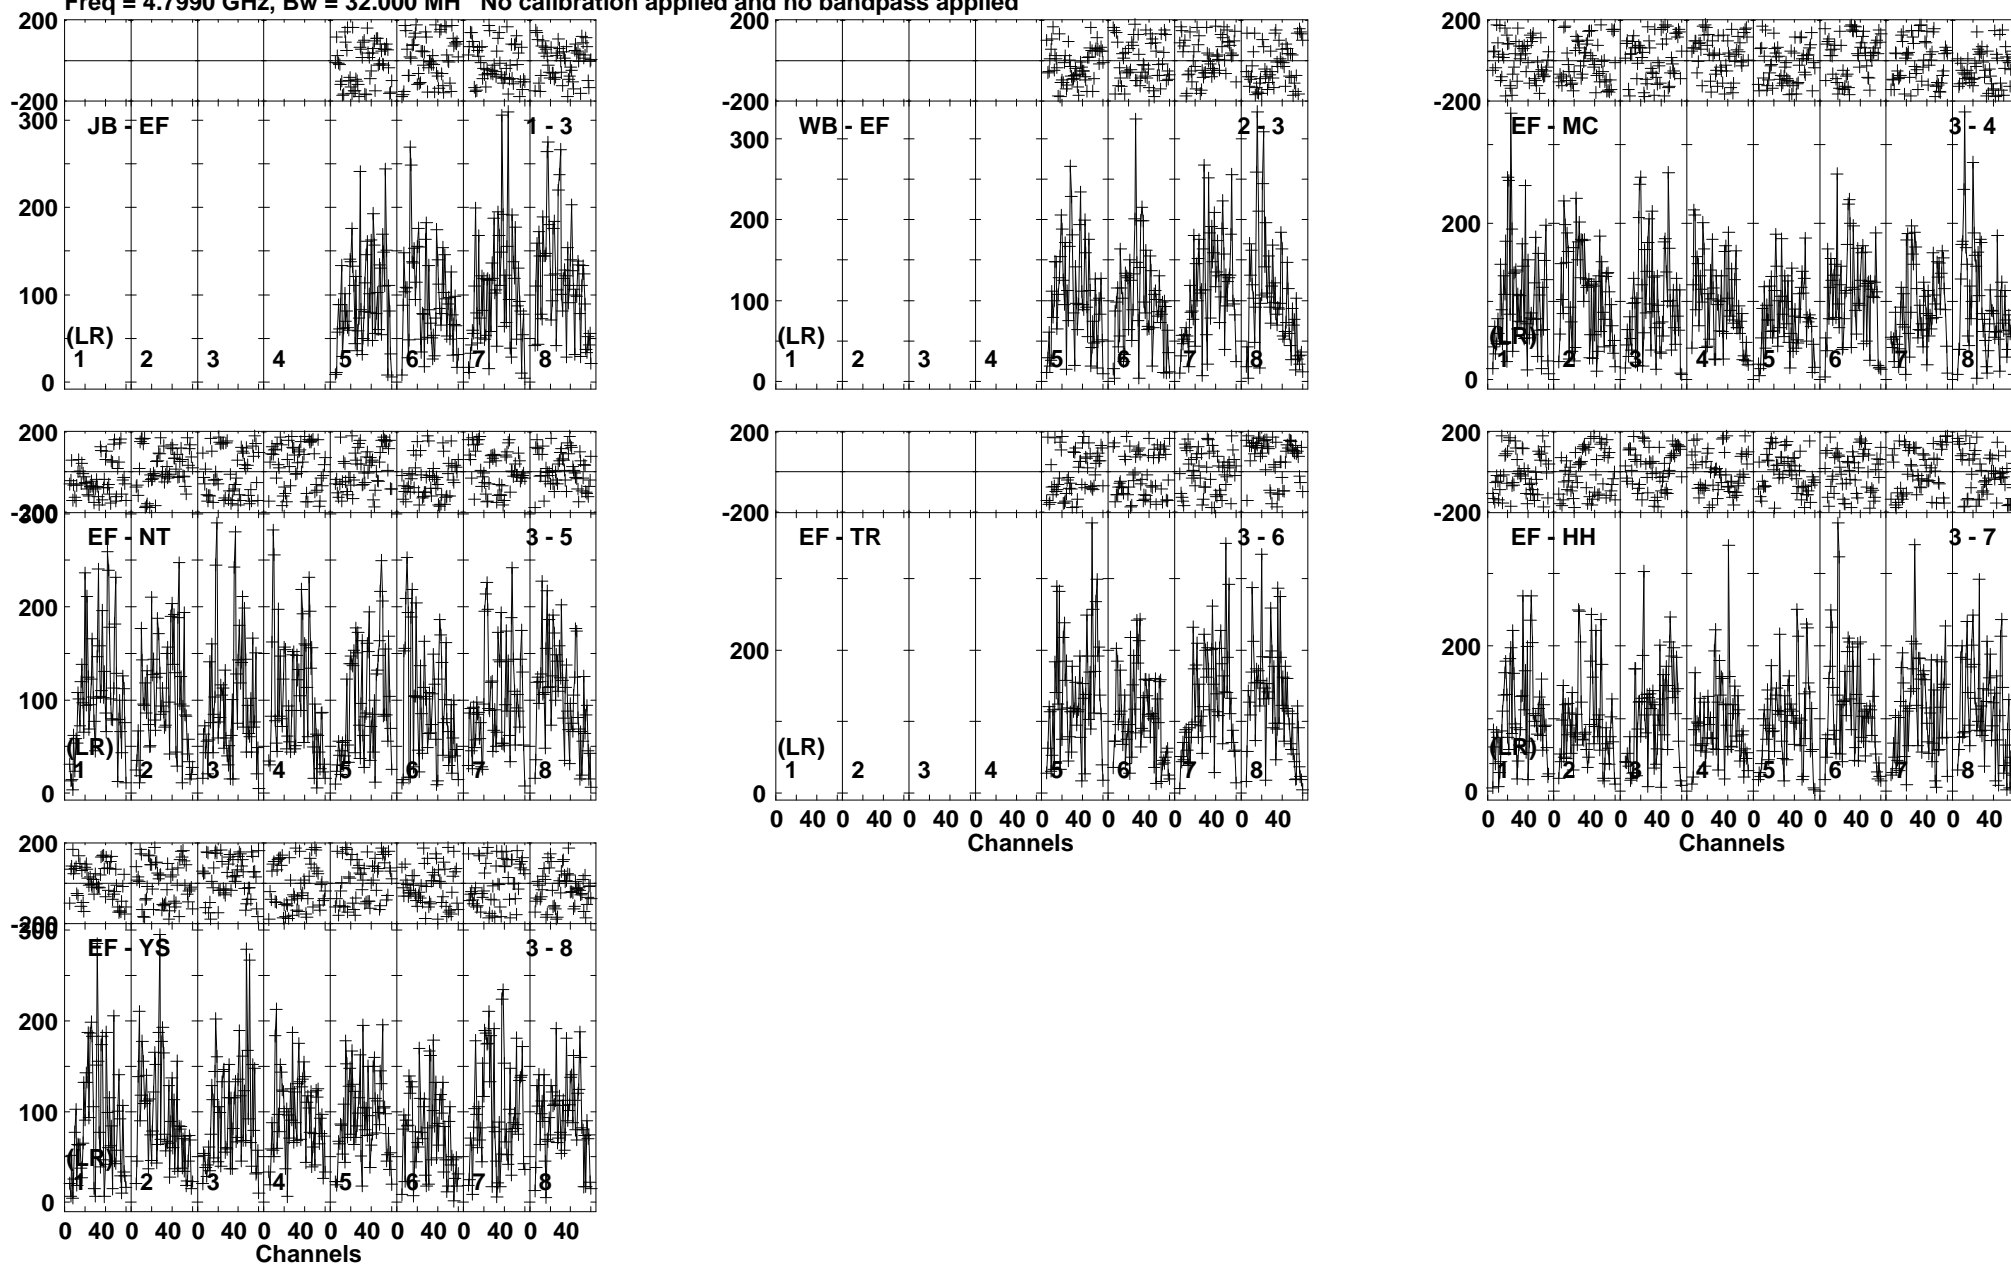 Freq = 4.7990 GHz, Bw = 32.000 MH No calibration applied and no bandpass applied
200
-200
JB - EF 1 - 3
300
200
100
0
(LR)
1 2 3 4 5 6 7 8
200
-200
WB - EF 2 - 3
300
200
100
0
(LR)
1 2 3 4 5 6 7 8
200
-200
EF - MC 3 - 4
200
0
(LR)
1 2 3 4 5 6 7 8
200
-200
300
EF - NT 3 - 5
200
100
0
(LR)
1 2 3 4 5 6 7 8
200
-200
EF - TR 3 - 6
200
0
(LR)
1 2 3 4 5 6 7 8
0 40 0 40 0 40 0 40 0 40 0 40 0 40 0 40
Channels
200
-200
EF - HH 3 - 7
200
0
(LR)
1 2 3 4 5 6 7 8
0 40 0 40 0 40 0 40 0 40 0 40 0 40 0 40
Channels
200
-200
300
EF - YS 3 - 8
200
100
0
(LR)
1 2 3 4 5 6 7 8
0 40 0 40 0 40 0 40 0 40 0 40 0 40 0 40
Channels